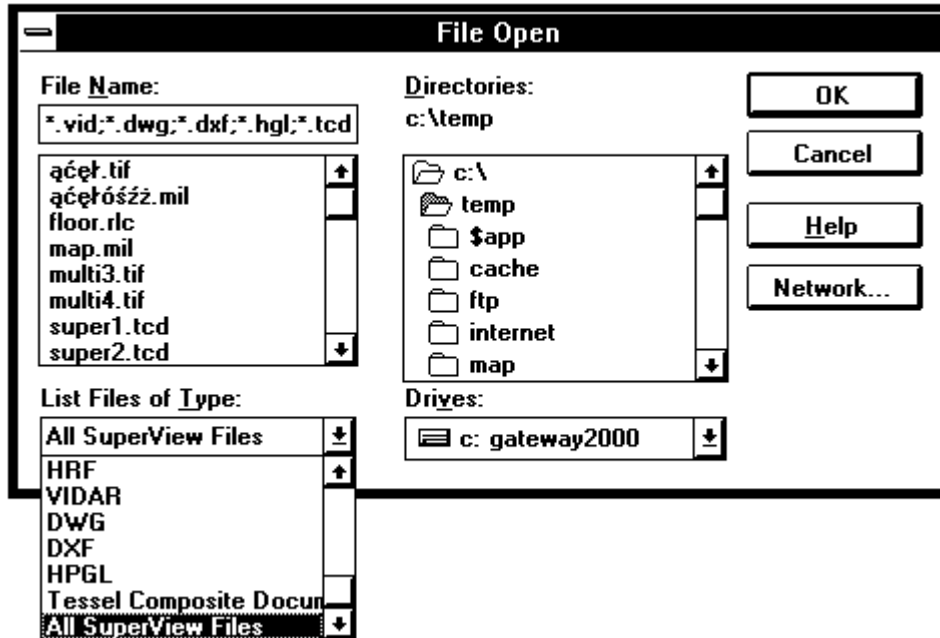 File Open
File Name:
*.vid;*.dwg;*.dxf;*.hgl;*.tcd
ąćęł.tif
ąćęłóśźż.mil
floor.rlc
map.mil
multi3.tif
multi4.tif
super1.tcd
super2.tcd
List Files of Type:
All SuperView Files
HRF
VIDAR
DWG
DXF
HPGL
Tessel Composite Docun
All SuperView Files
Directories:
c:\temp
c:\
temp
$app
cache
ftp
internet
map
Drives:
c: gateway2000
OK
Cancel
Help
Network...